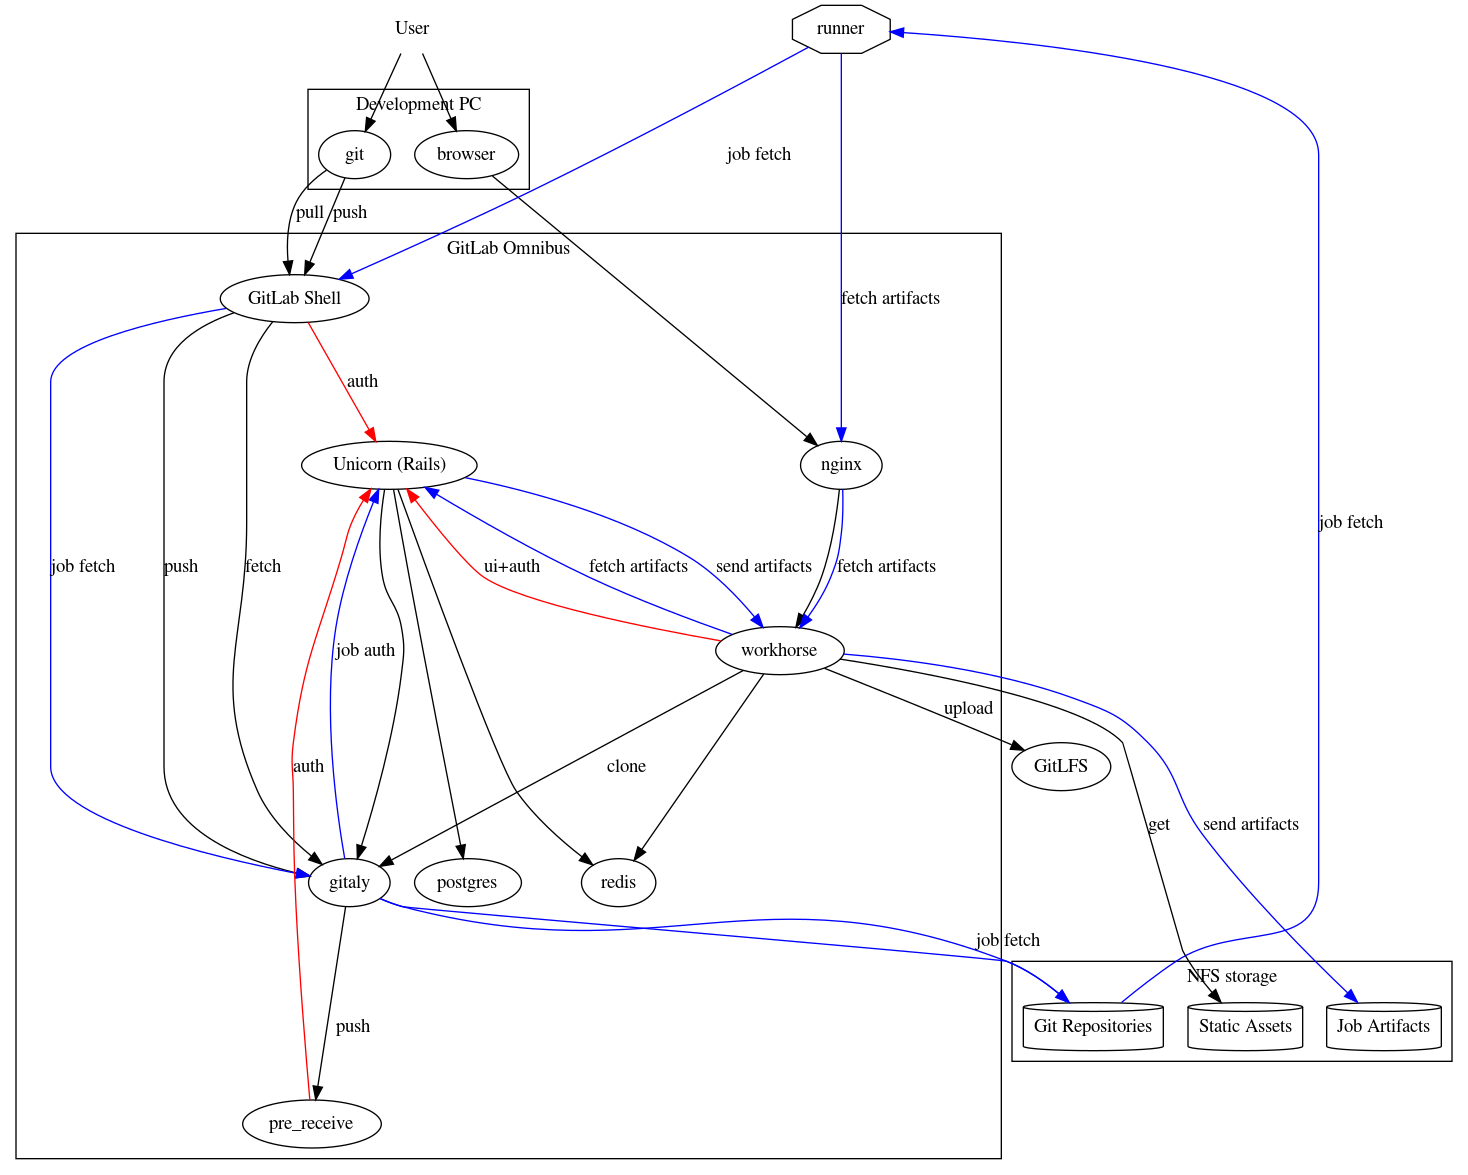 User
runner
Development PC
git
browser
job fetch
pull
push
GitLab Omnibus
GitLab Shell
fetch artifacts
auth
Unicorn (Rails)
nginx
job fetch
job fetch
push
fetch
ui+auth
fetch artifacts
send artifacts
fetch artifacts
job auth
workhorse
upload
auth
clone
GitLFS
get
send artifacts
gitaly
postgres
redis
job fetch
NFS storage
push
Git Repositories
Static Assets
Job Artifacts
pre_receive